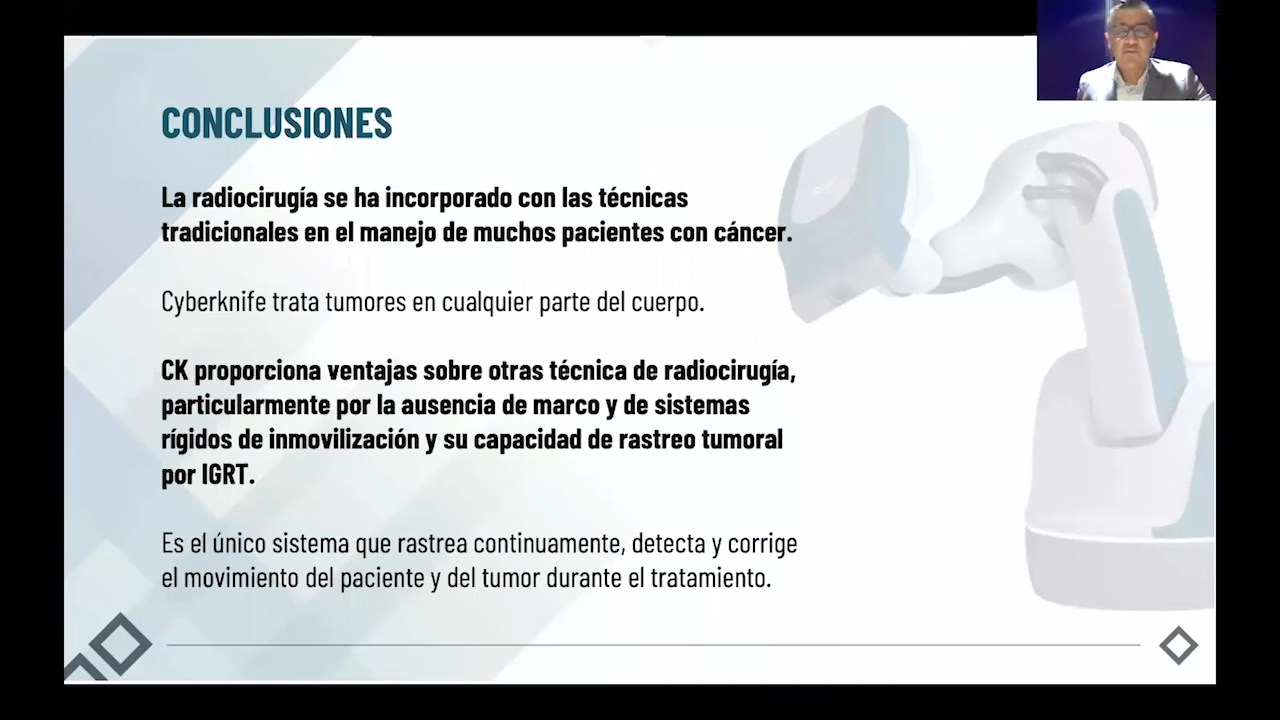 CONCLUSIONES
La radiocirugía se ha incorporado con las técnicas
tradicionales en el manejo de muchos pacientes con cáncer.
Cyberknife trata tumores en cualquier parte del cuerpo.
CK proporciona ventajas sobre otras técnica de radiocirugía,
particularmente por la ausencia de marco y de sistemas
rígidos de inmovilización y su capacidad de rastreo tumoral
por IGRT.
Es el único sistema que rastrea continuamente, detecta y corrige
el movimiento del paciente y del tumor durante el tratamiento.